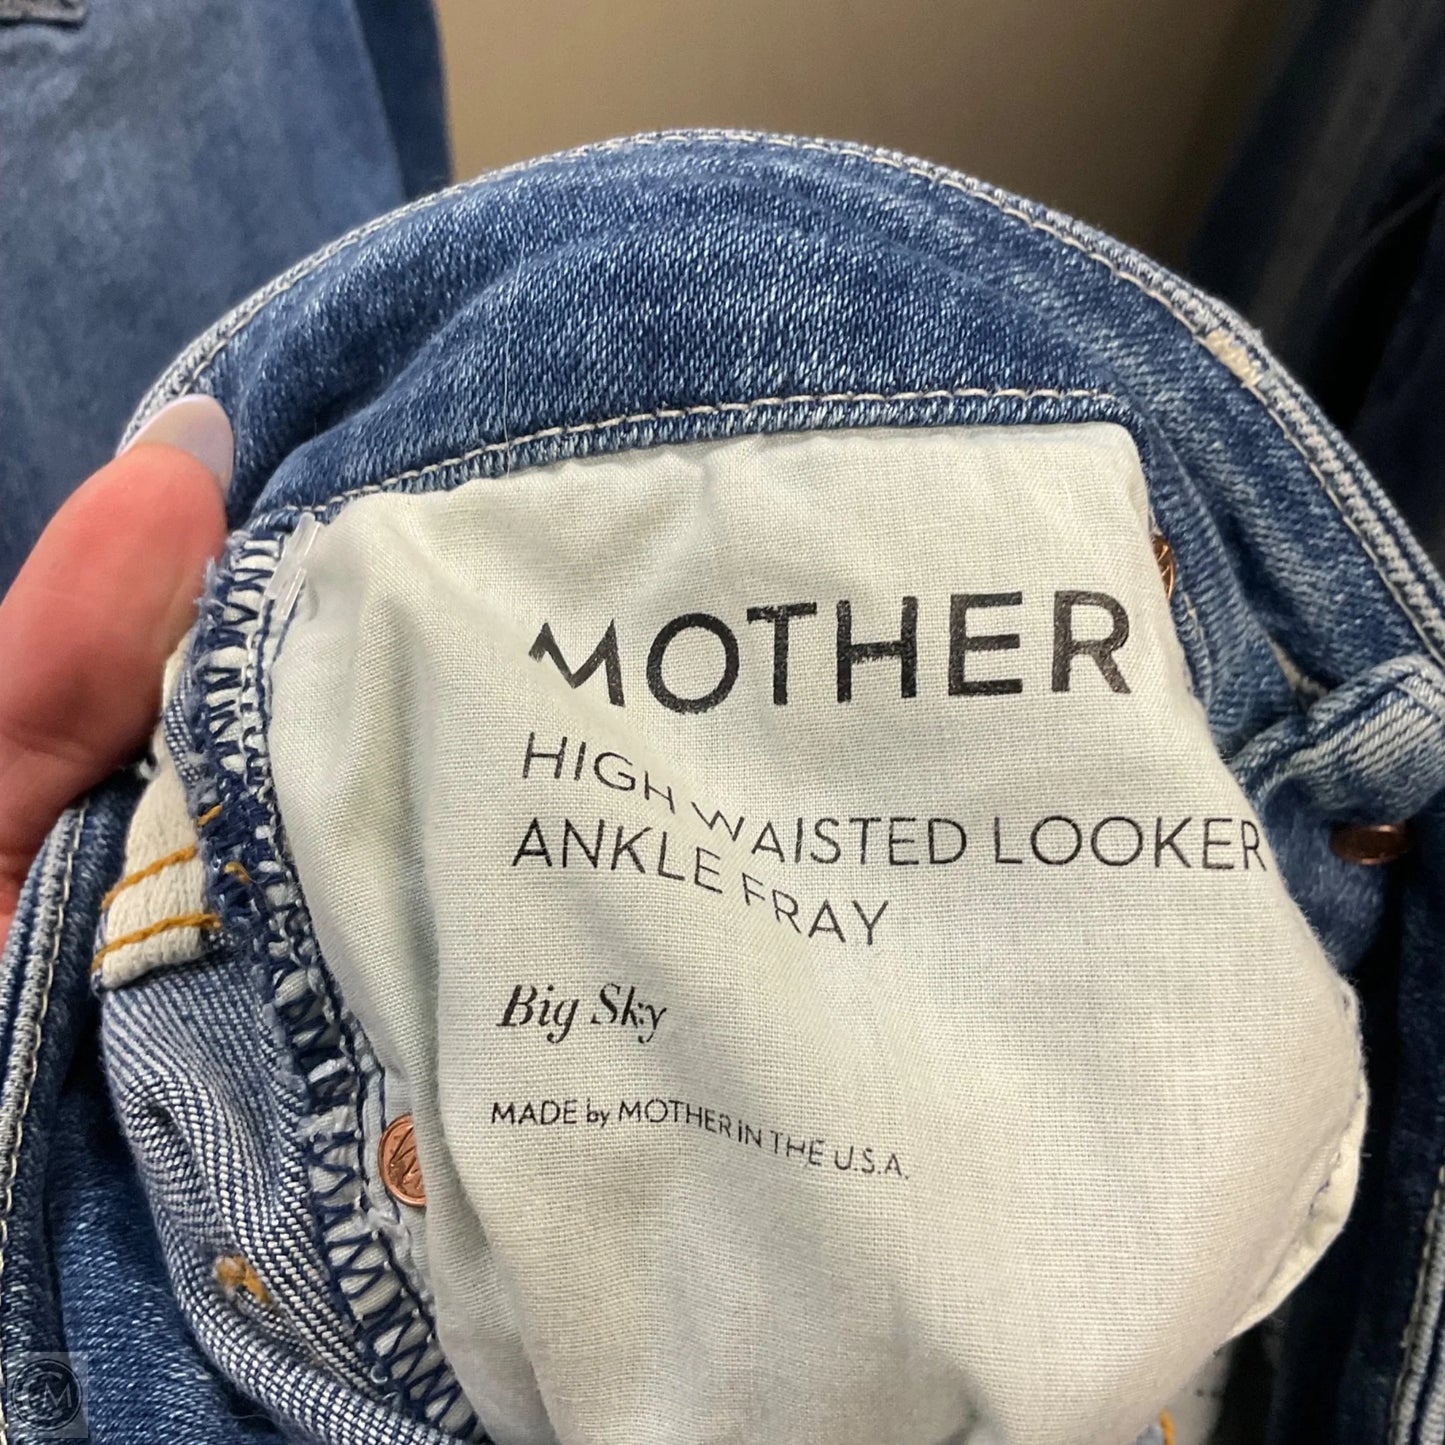 MOTHER
HIGH WAISTED LOOKER
ANKLE FRAY
Big Sky
MADE by MOTHER IN THE U.S.A.